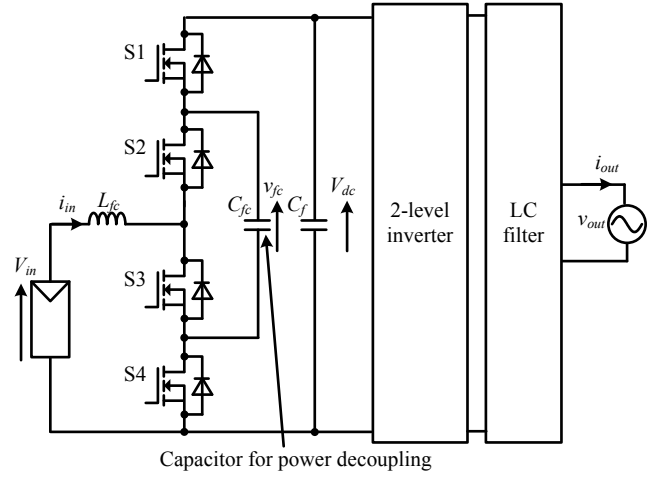 S1
S2
i_in
L_fc
v_fc
C_fc
C_f
V_dc
2-level
inverter
LC
filter
i_out
v_out
V_in
S3
S4
Capacitor for power decoupling